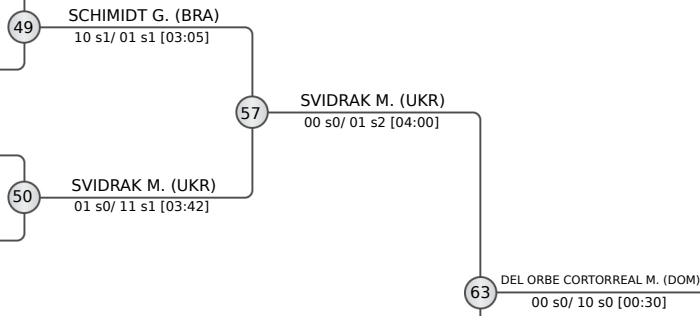 49
SCHIMIDT G. (BRA)
10 s1/ 01 s1 [03:05]
57
SVIDRAK M. (UKR)
00 s0/ 01 s2 [04:00]
50
SVIDRAK M. (UKR)
01 s0/ 11 s1 [03:42]
63
DEL ORBE CORTORREAL M. (DOM)
00 s0/ 10 s0 [00:30]